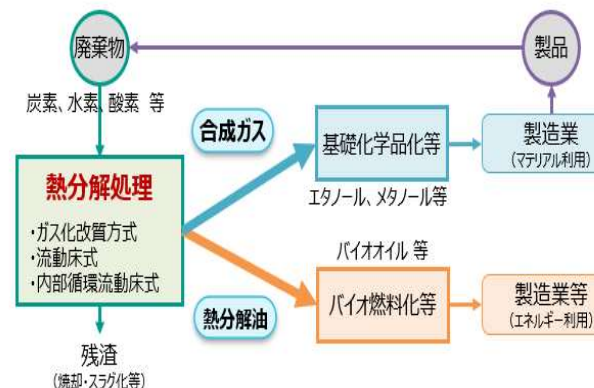 廃棄物
製品
炭素、水素、酸素 等
合成ガス
基礎化学品化等
製造業
(マテリアル利用)
エタノール、メタノール等
熱分解処理
・ガス化改質方式
・流動床式
・内部循環流動床式
バイオオイル 等
バイオ燃料化等
製造業等
(エネルギー利用)
熱分解油
残渣
(焼却・スラグ化等)